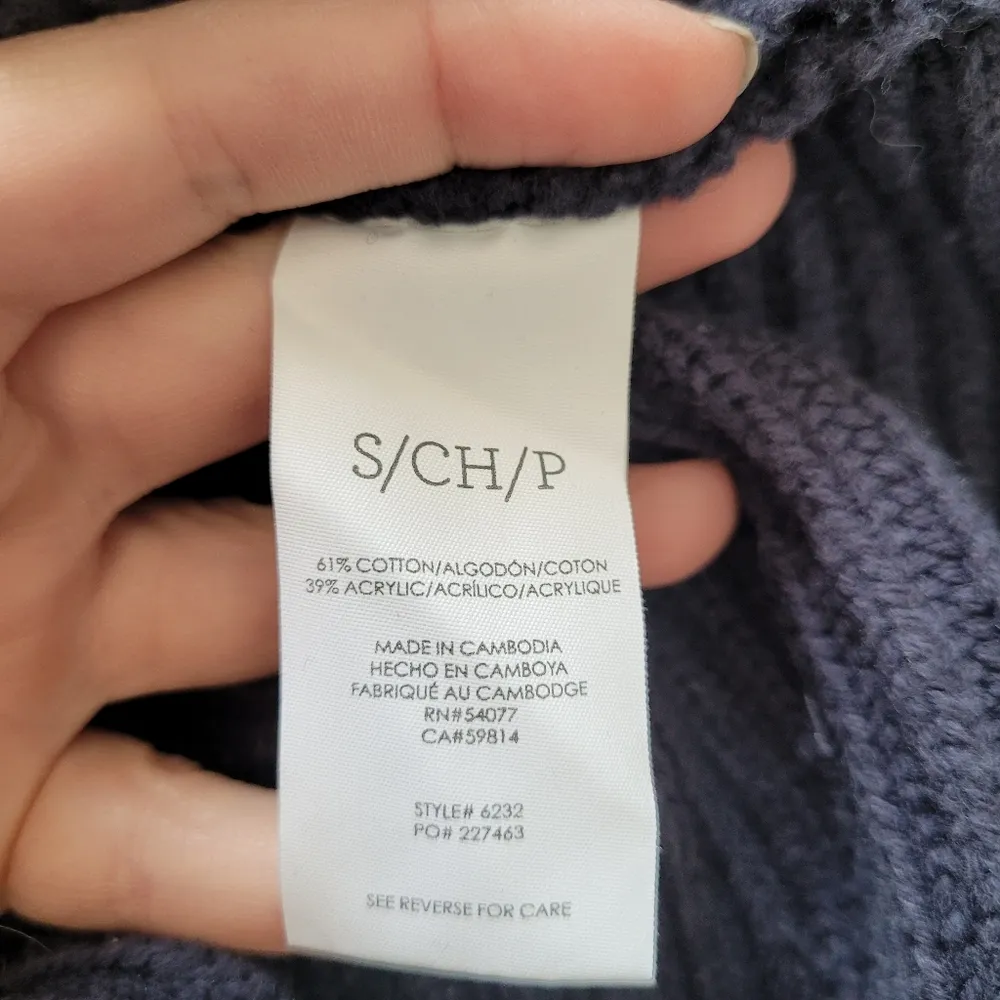 S/CH/P
61% COTTON/ALGODÓN/COTON
39% ACRYLIC/ACRÍLICO/ACRYLIQUE
MADE IN CAMBODIA
HECHO EN CAMBOYA
FABRIQUÉ AU CAMBODGE
RN#54077
CA#59814
STYLE# 6232
PO# 227463
SEE REVERSE FOR CARE